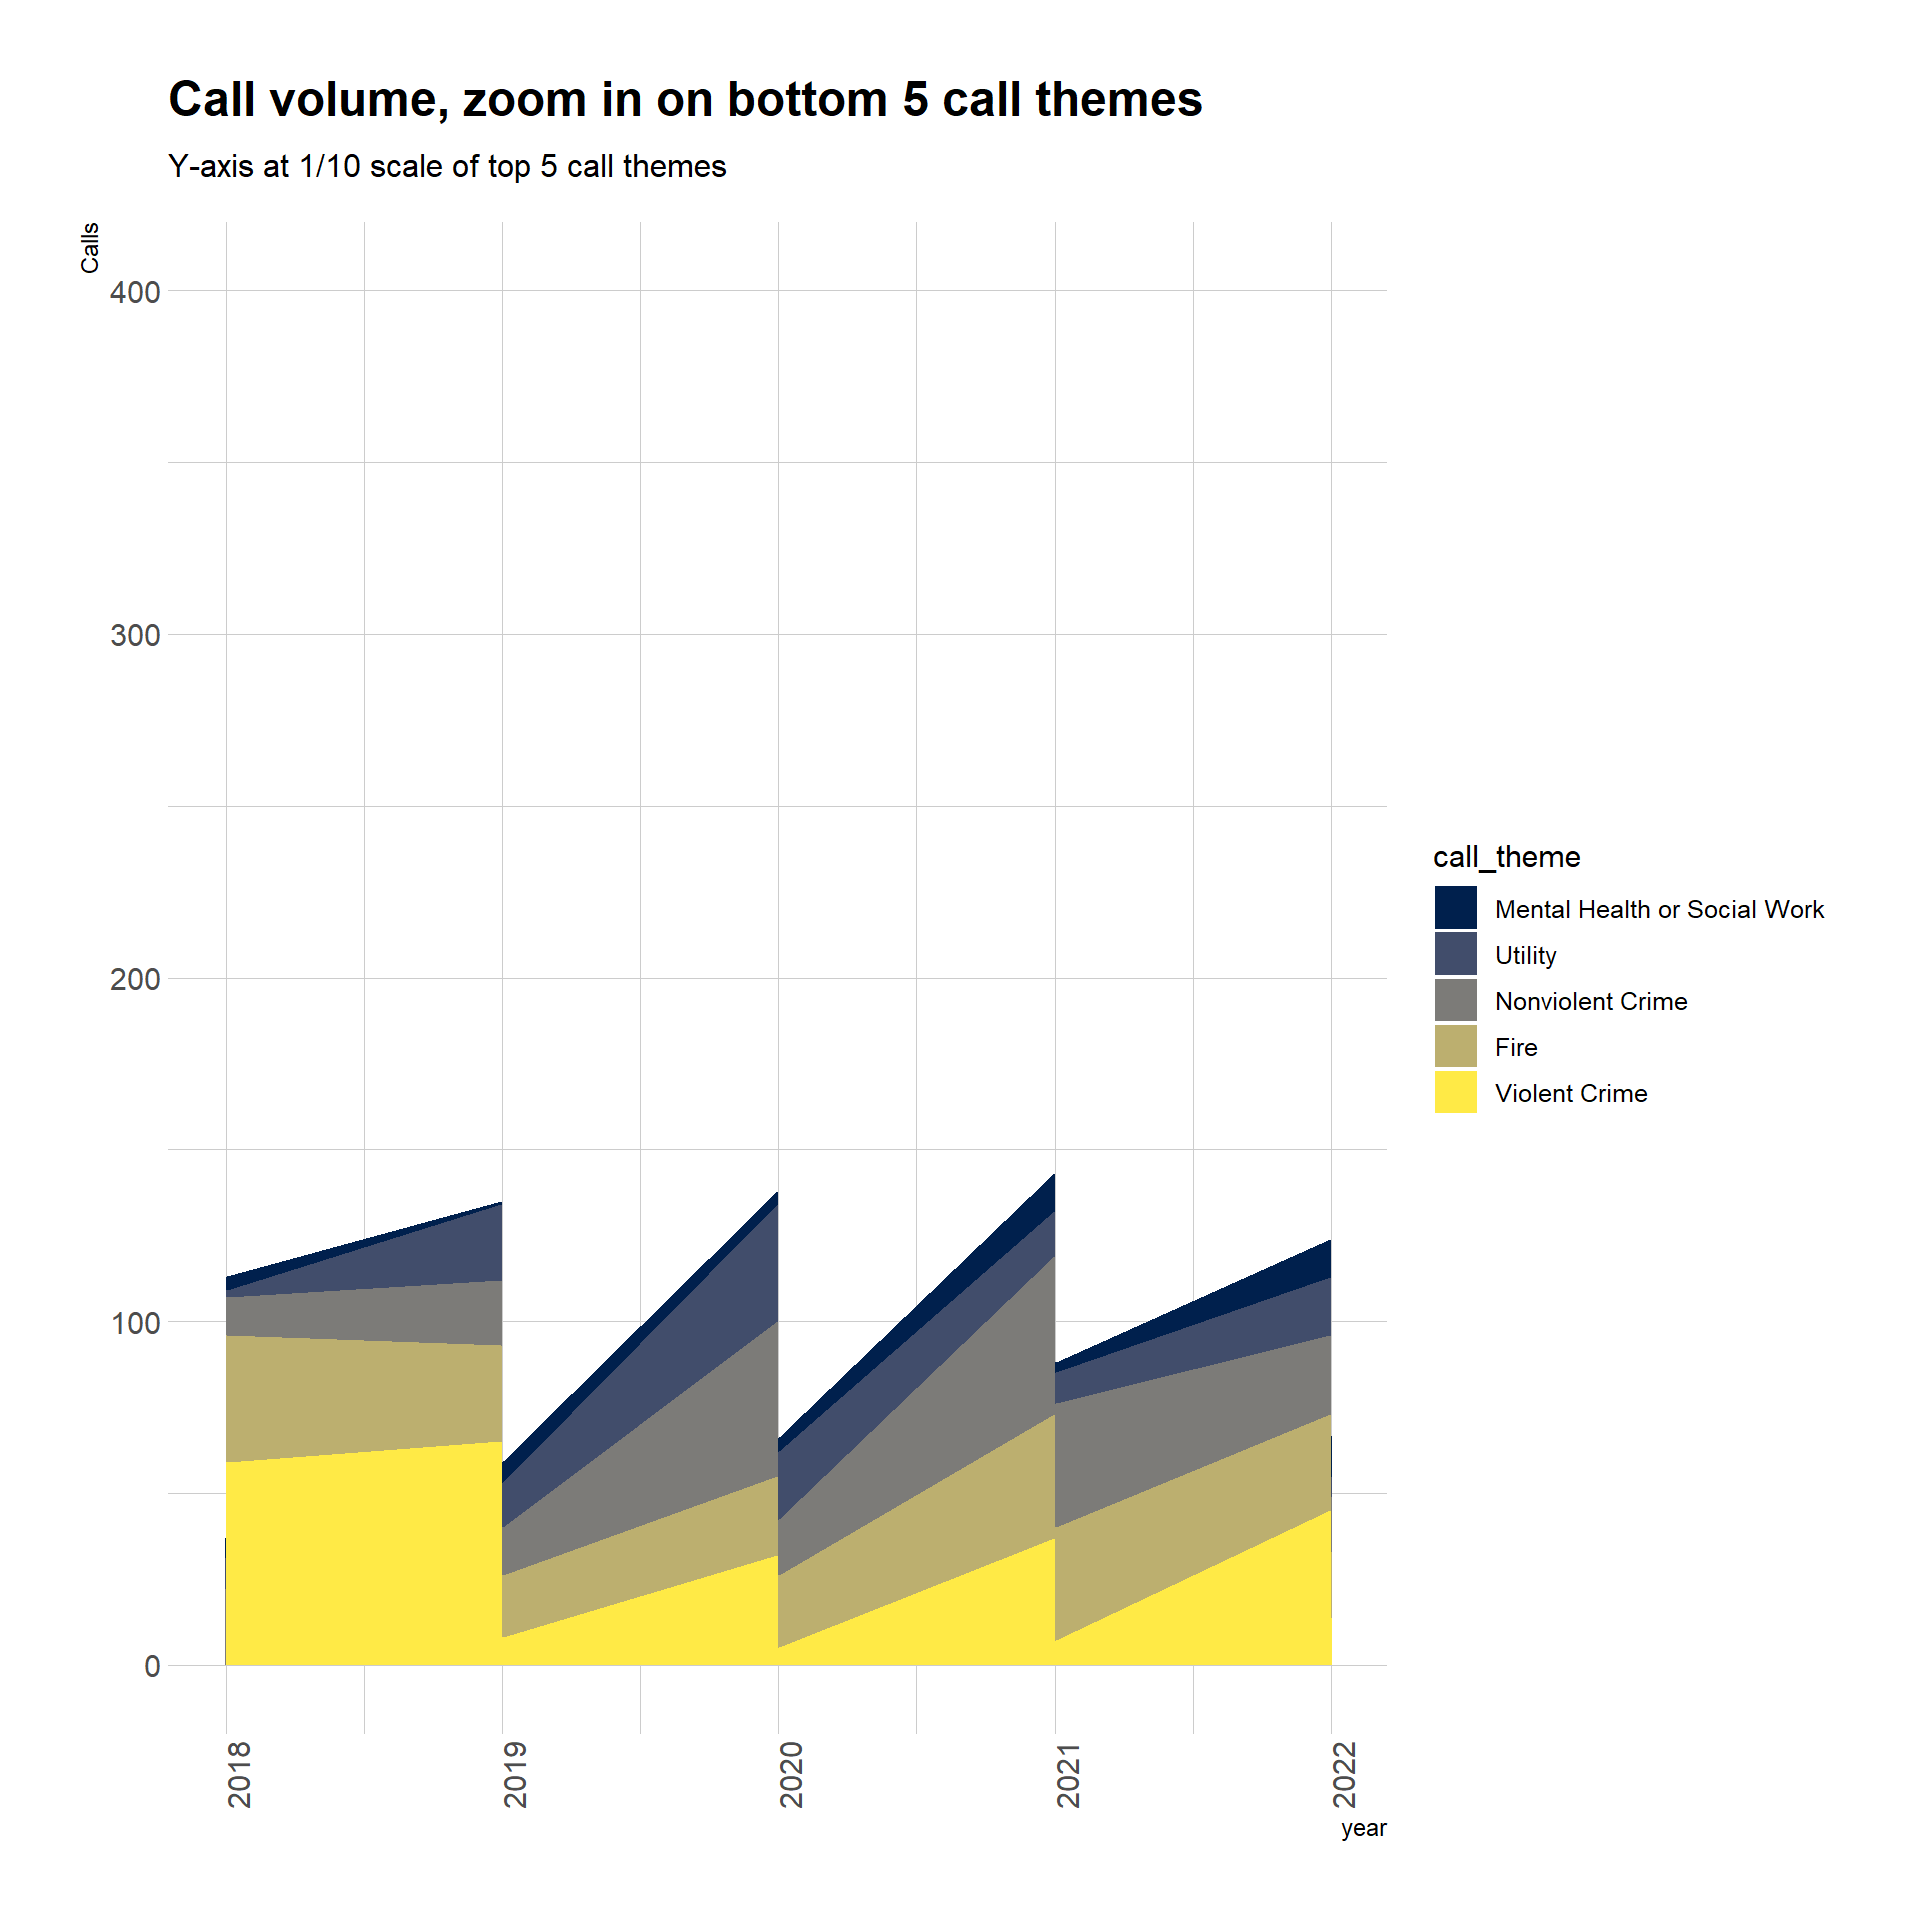 Call volume, zoom in on bottom 5 call themes
Y-axis at 1/10 scale of top 5 call themes
Calls
400
300
200
100
0
2018
2019
2020
2021
2022
year
call_theme
Mental Health or Social Work
Utility
Nonviolent Crime
Fire
Violent Crime